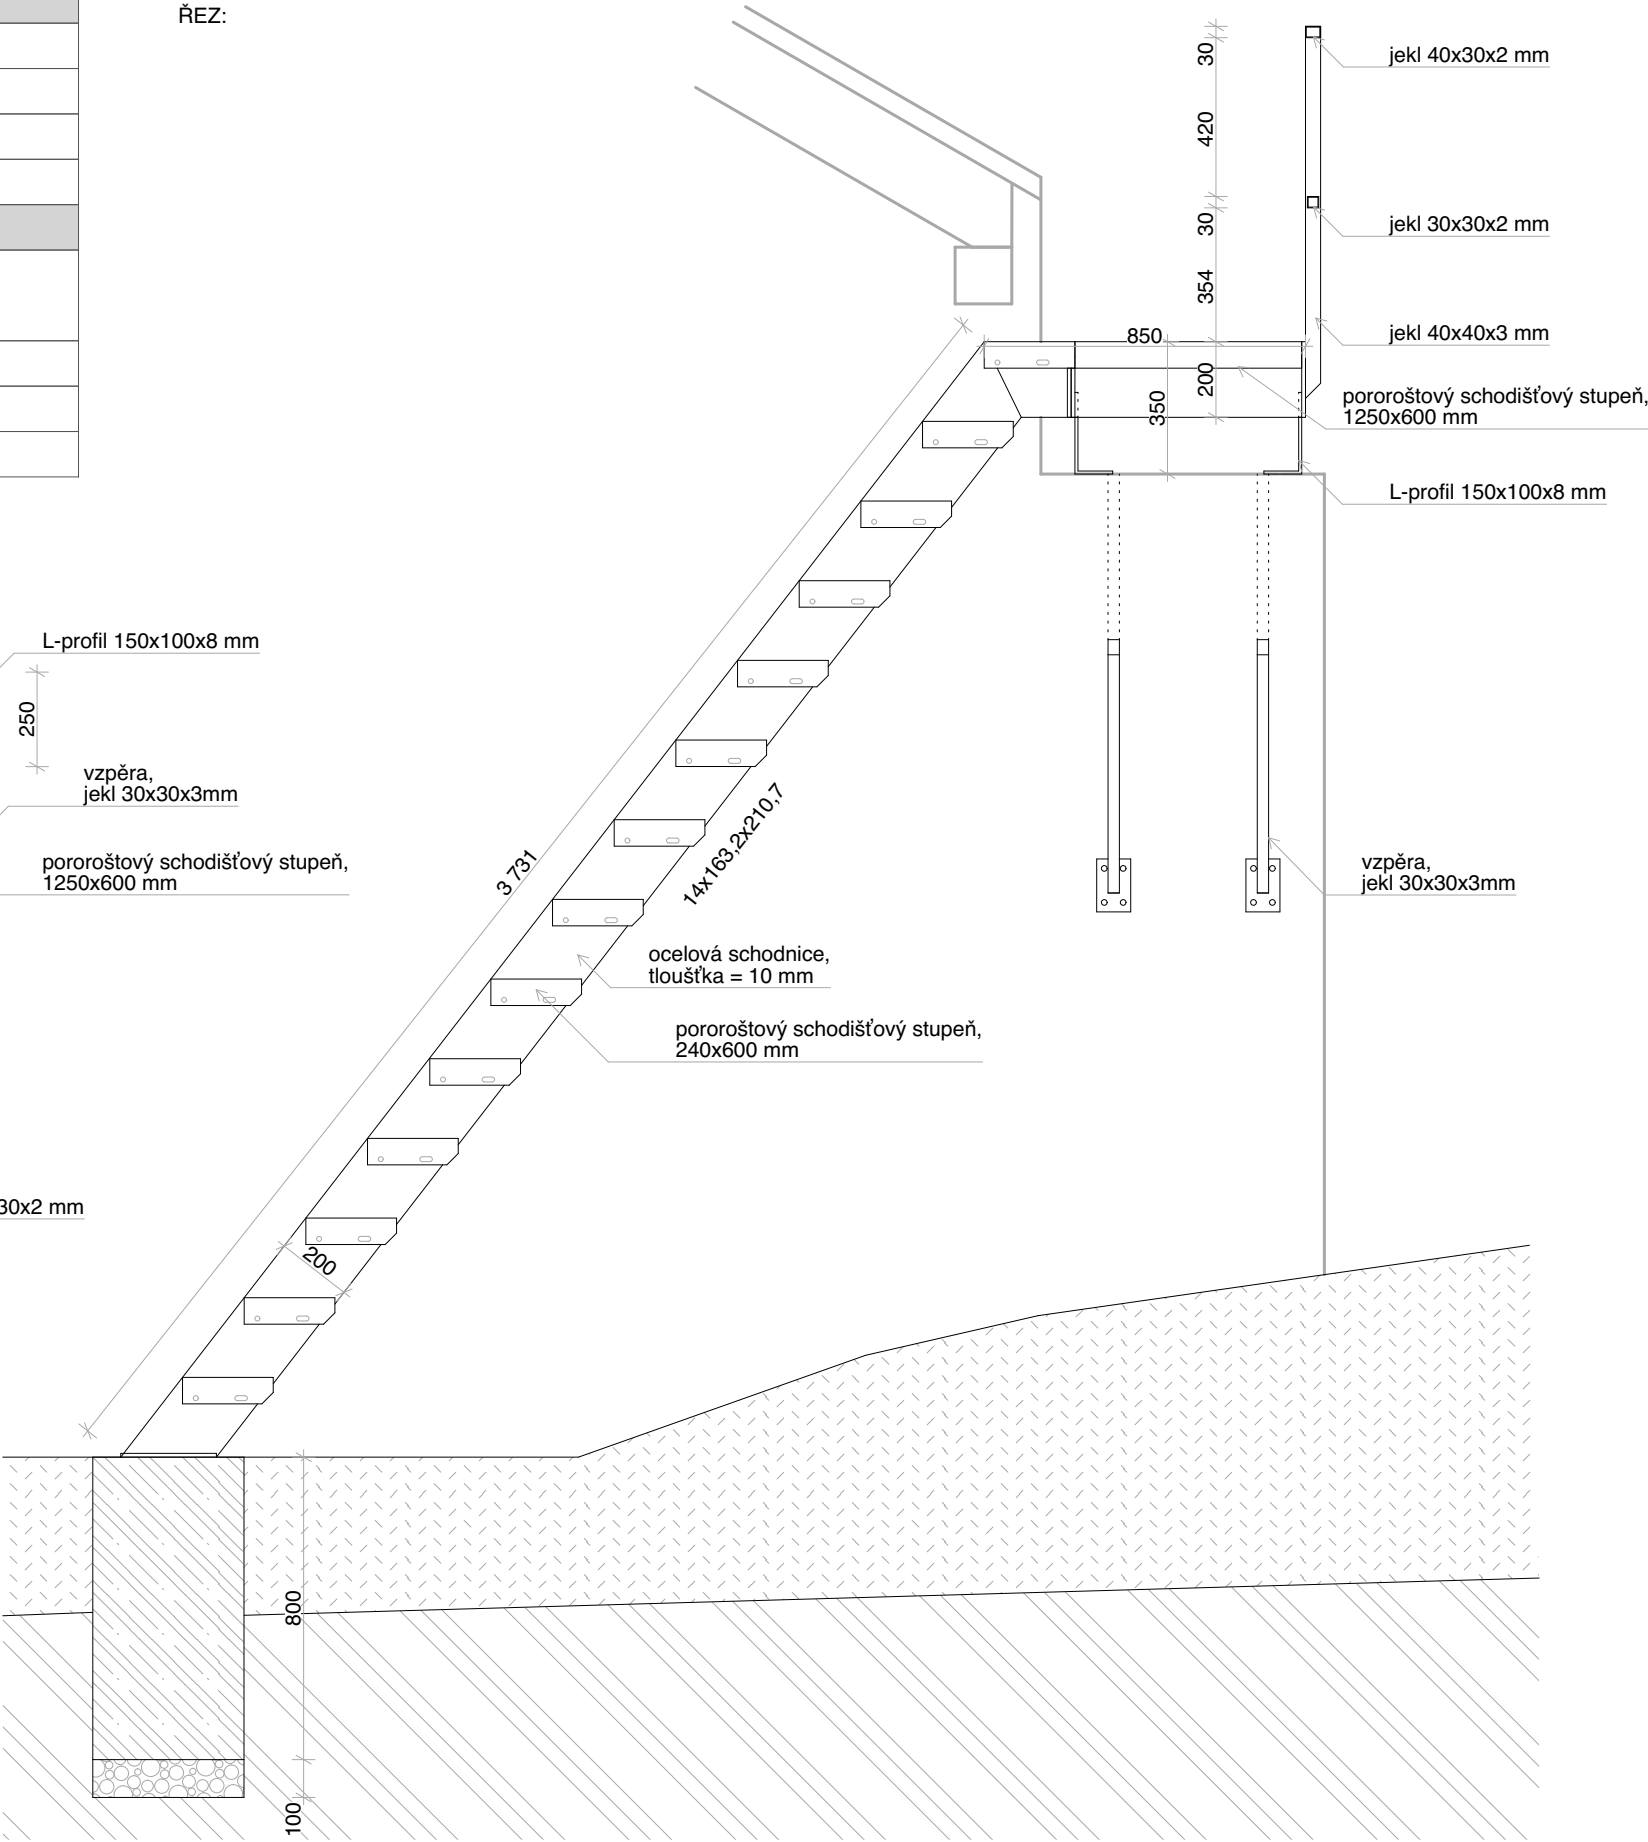 ŘEZ:
30
jekl 40x30x2 mm
420
30
jekl 30x30x2 mm
354
jekl 40x40x3 mm
850
200
350
pororoštový schodišťový stupeň,
1250x600 mm
L-profil 150x100x8 mm
L-profil 150x100x8 mm
250
vzpěra,
jekl 30x30x3mm
pororoštový schodišťový stupeň,
1250x600 mm
3 731
14x163,2x210,7
vzpěra,
jekl 30x30x3mm
ocelová schodnice,
tloušťka = 10 mm
pororoštový schodišťový stupeň,
240x600 mm
30x2 mm
200
800
100